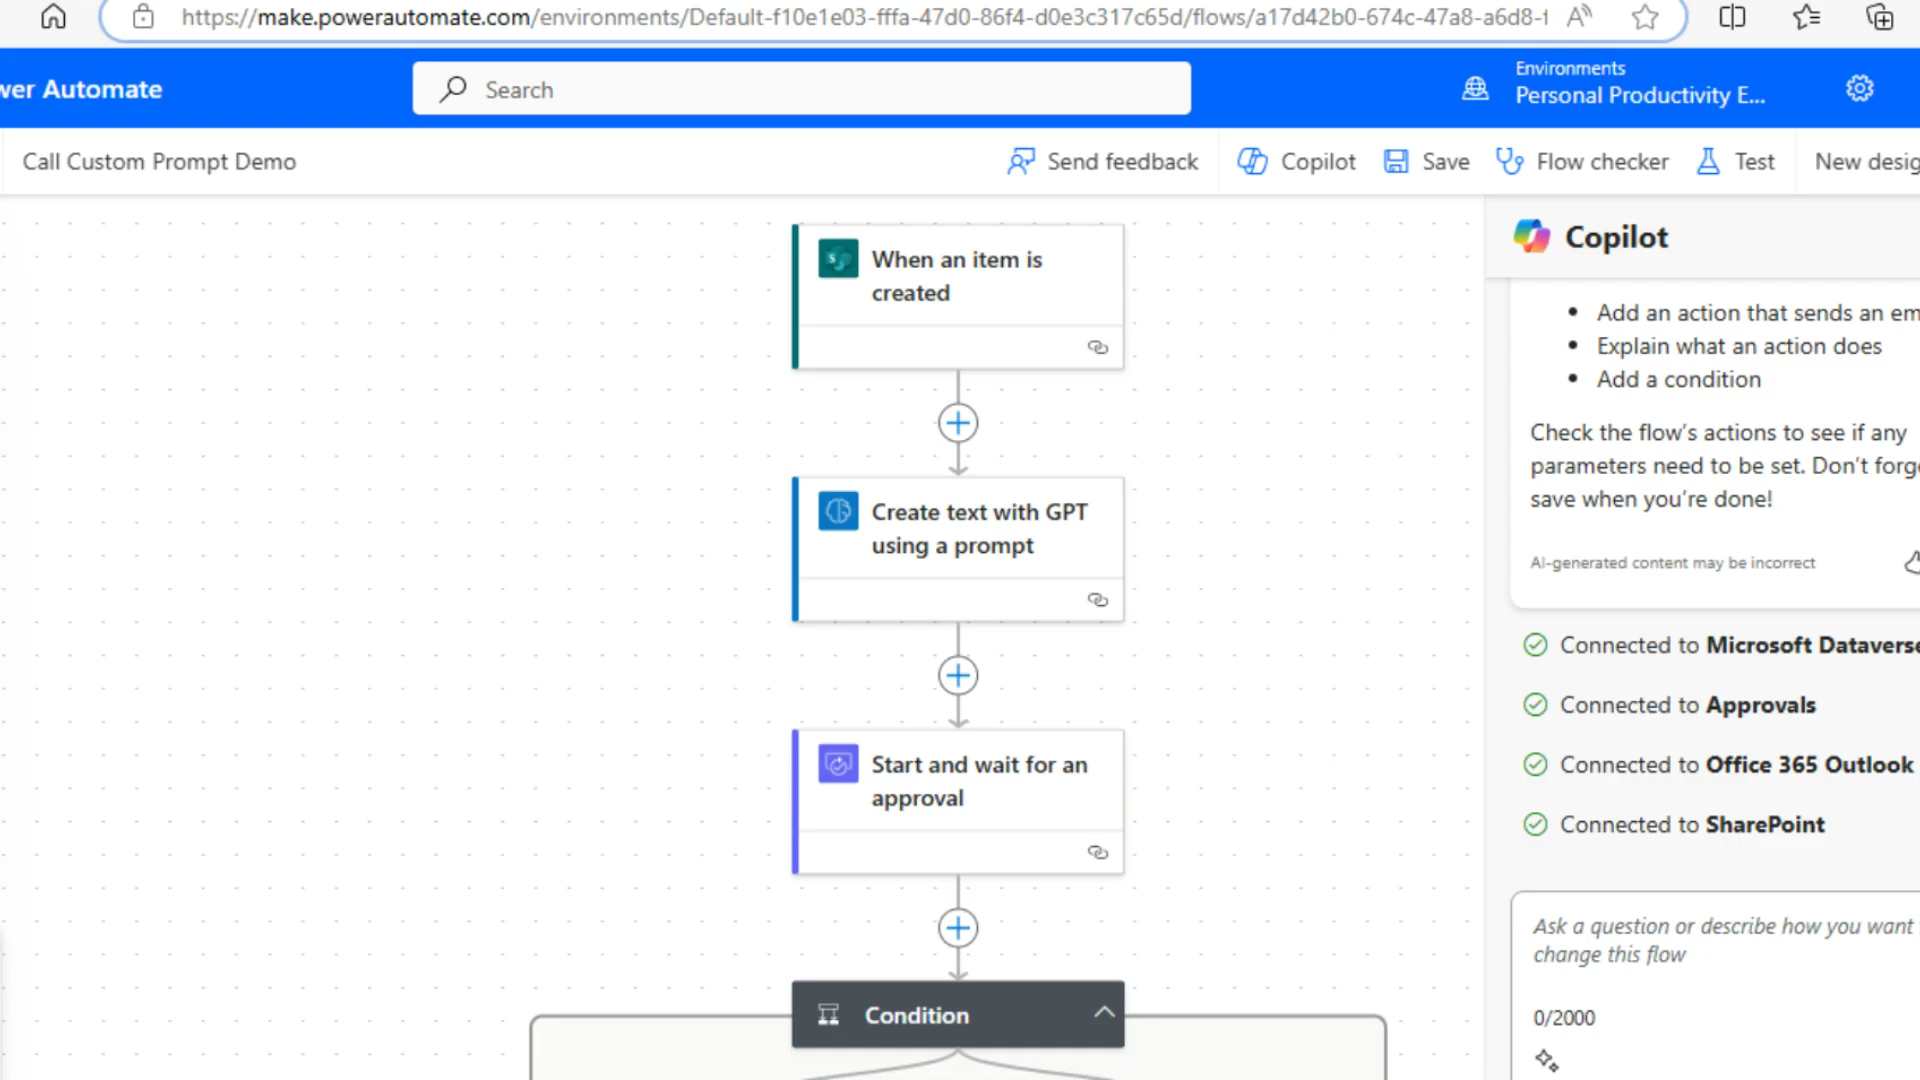 https://make.powerautomate.com/environments/Default-f10e1e03-fffa-47d0-86f4-d0e3c317c65d/flows/a17d42b0-674c-47a8-a6d8-f
wer Automate
Search
Environments
Personal Productivity E...
Call Custom Prompt Demo
Send feedback
Copilot
Save
Flow checker
Test
New desig
When an item is
created
Create text with GPT
using a prompt
Start and wait for an
approval
Condition
Copilot
Add an action that sends an em
Explain what an action does
Add a condition
Check the flow's actions to see if any
parameters need to be set. Don't forge
save when you're done!
AI-generated content may be incorrect
Connected to Microsoft Dataverse
Connected to Approvals
Connected to Office 365 Outlook
Connected to SharePoint
Ask a question or describe how you want
change this flow
0/2000